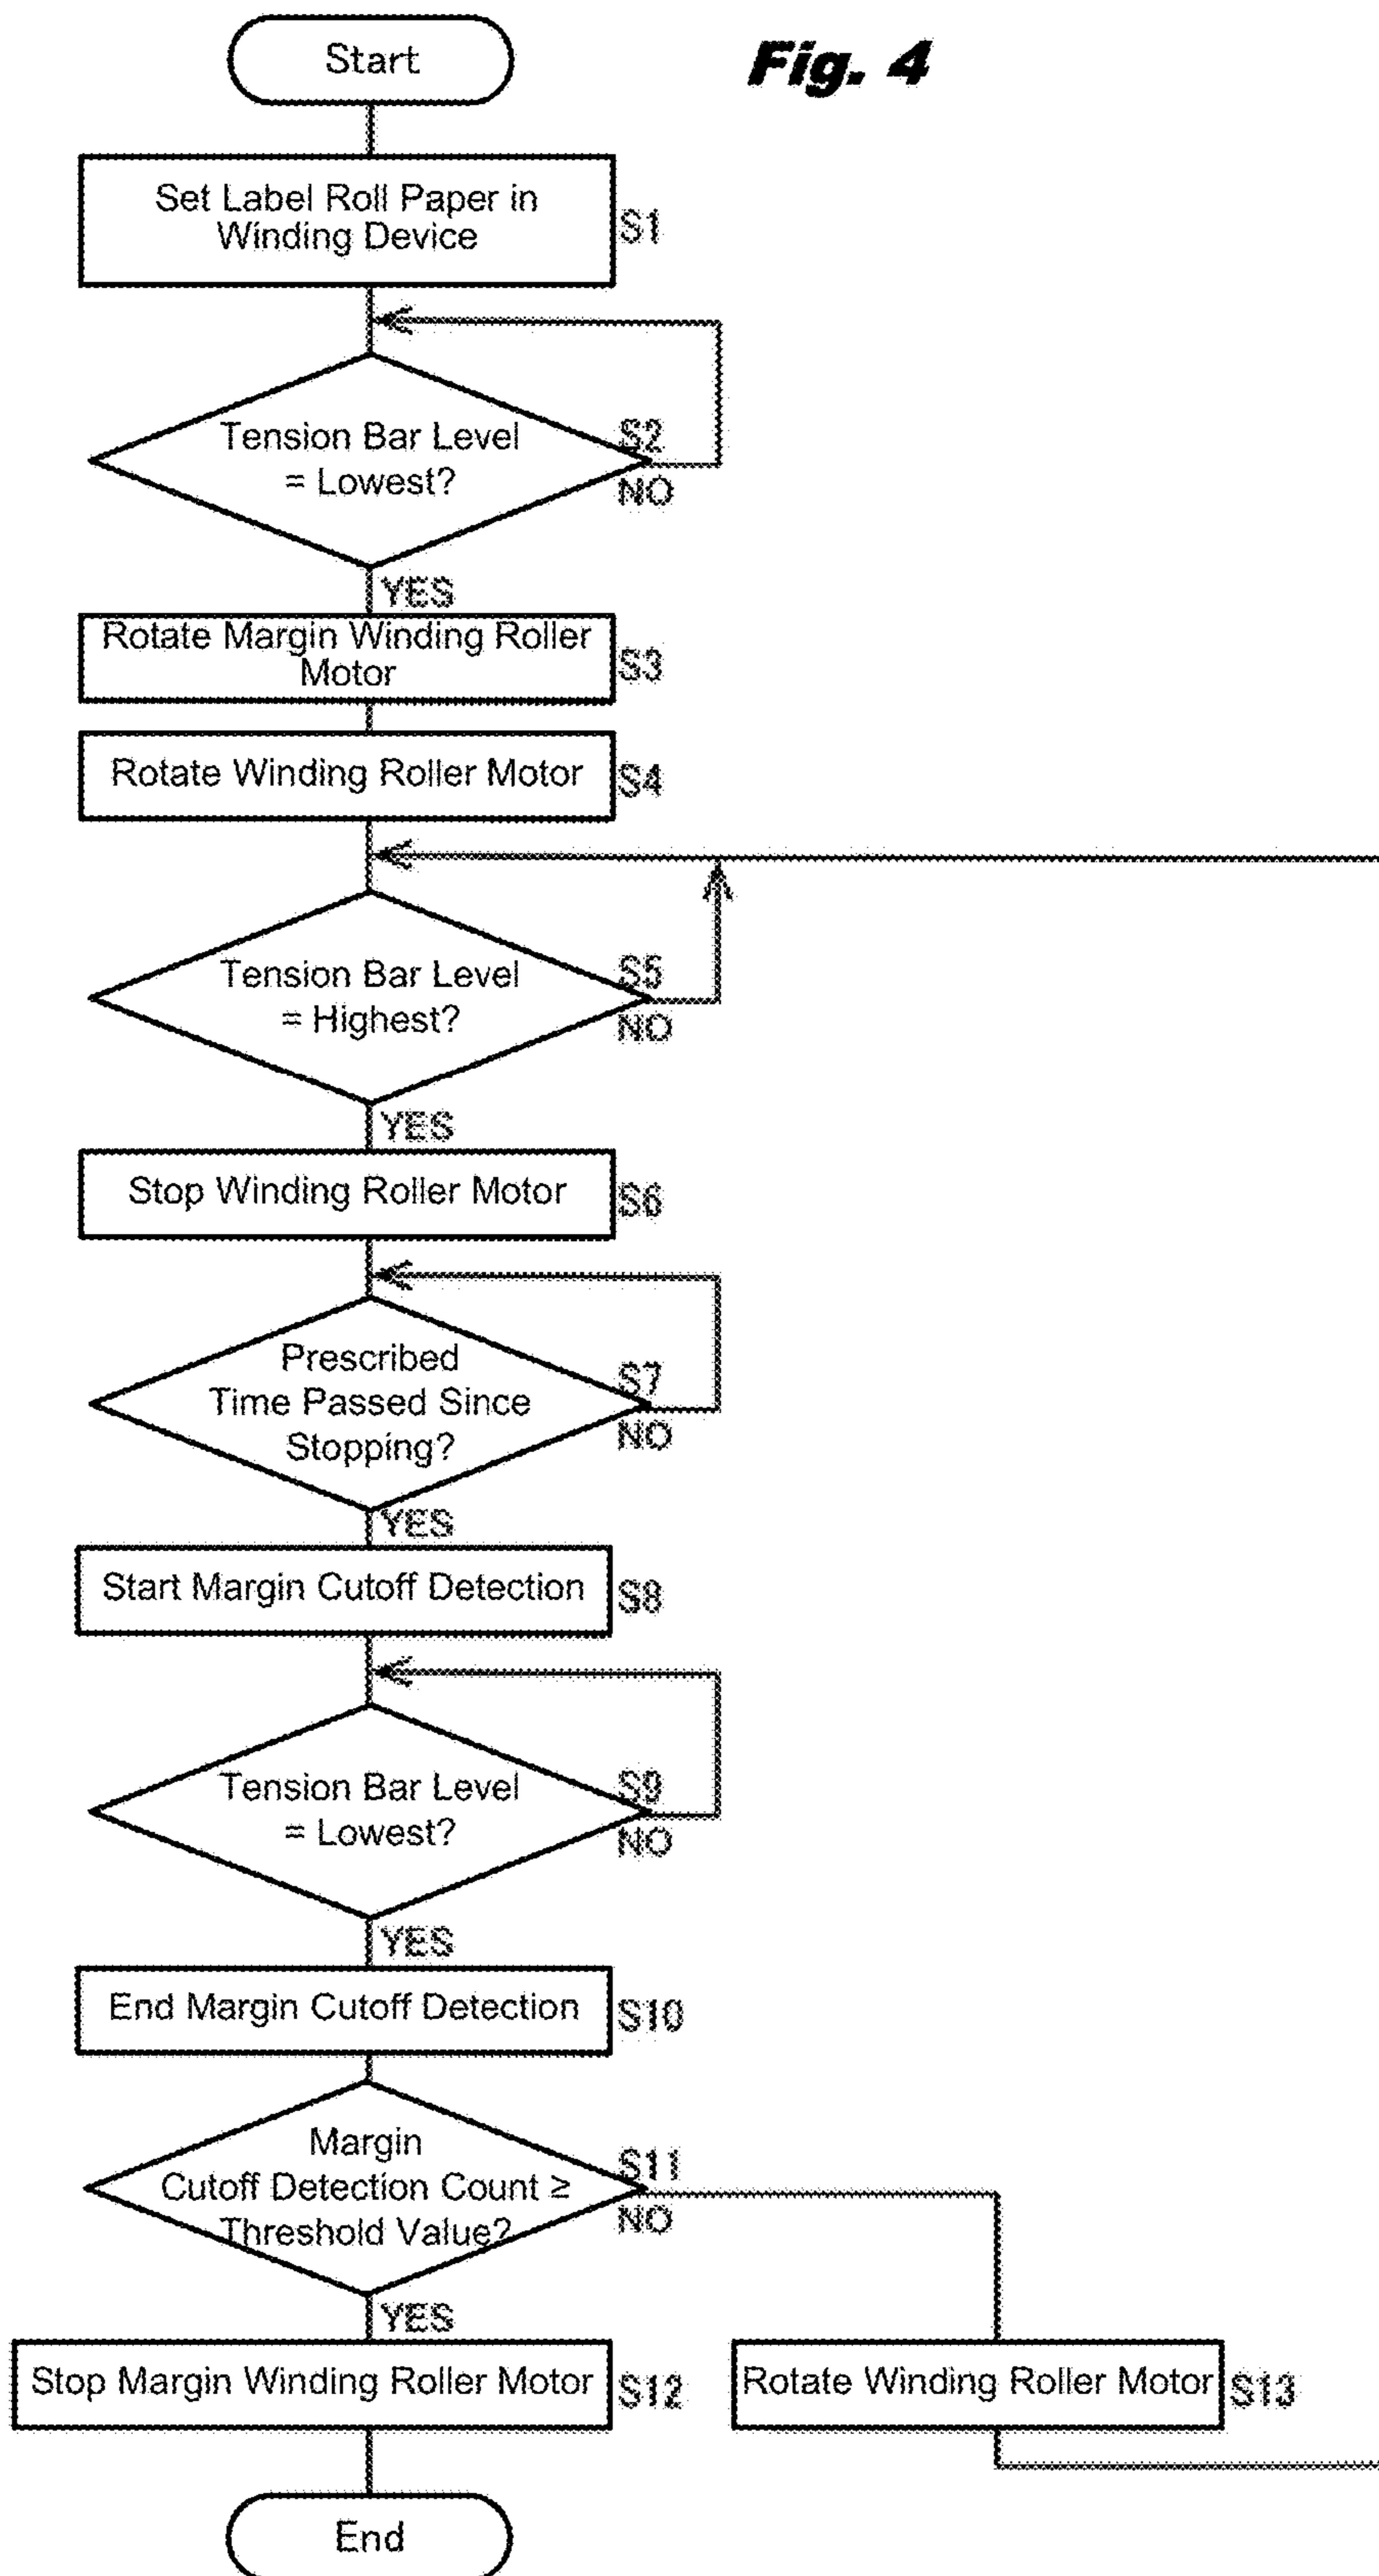 Start
Fig. 4
Set Label Roll Paper in
Winding Device
S1
Tension Bar Level
= Lowest?
S2
NO
YES
Rotate Margin Winding Roller
Motor
S3
Rotate Winding Roller Motor
S4
Tension Bar Level
= Highest?
S5
NO
YES
Stop Winding Roller Motor
S6
Prescribed
Time Passed Since
Stopping?
S7
NO
YES
Start Margin Cutoff Detection
S8
Tension Bar Level
= Lowest?
S9
NO
YES
End Margin Cutoff Detection
S10
Margin
Cutoff Detection Count ≥
Threshold Value?
S11
NO
YES
Stop Margin Winding Roller Motor
S12
Rotate Winding Roller Motor
S13
End